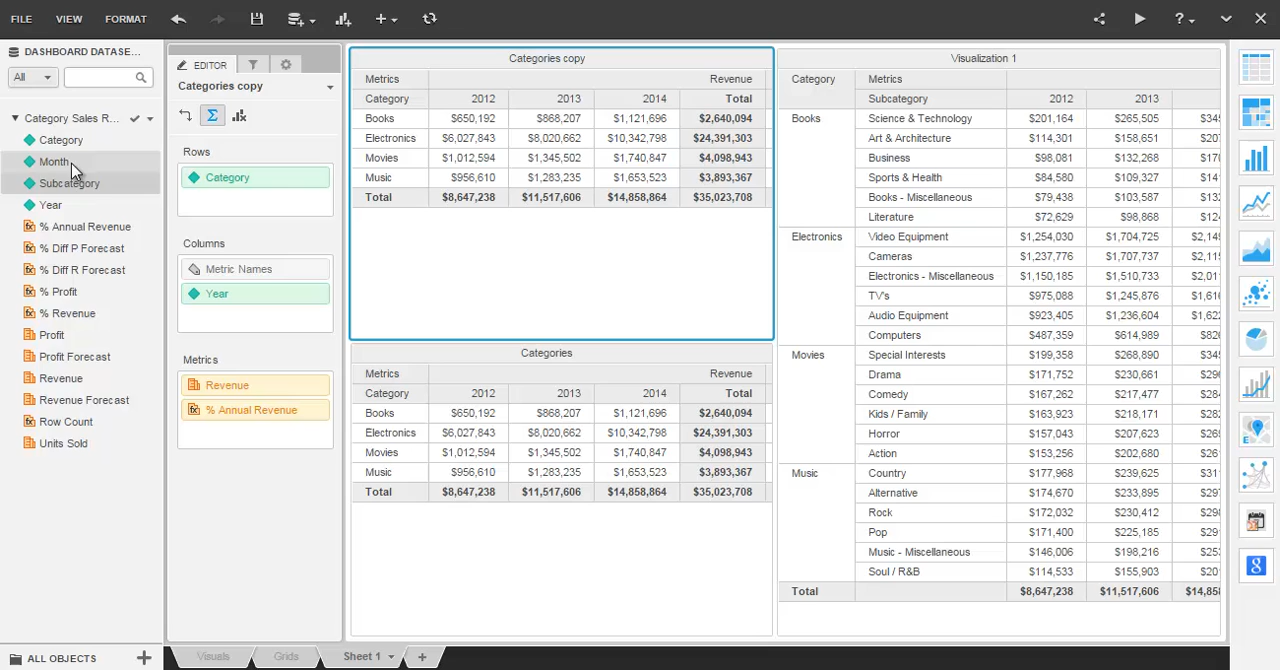 FILE VIEW FORMAT ?
DASHBOARD DATASE...
All
Category Sales R...
Category
Month
Subcategory
Year
% Annual Revenue
% Diff P Forecast
% Diff R Forecast
% Profit
% Revenue
Profit
Profit Forecast
Revenue
Revenue Forecast
Row Count
Units Sold
ALL OBJECTS +
EDITOR
Categories copy
Rows
Category
Columns
Metric Names
Year
Metrics
Revenue
% Annual Revenue
Categories copy
Metrics Revenue
Category 2012 2013 2014 Total
Books $650,192 $868,207 $1,121,696 $2,640,094
Electronics $6,027,843 $8,020,662 $10,342,798 $24,391,303
Movies $1,012,594 $1,345,502 $1,740,847 $4,098,943
Music $956,610 $1,283,235 $1,653,523 $3,893,367
Total $8,647,238 $11,517,606 $14,858,864 $35,023,708
Categories
Metrics Revenue
Category 2012 2013 2014 Total
Books $650,192 $868,207 $1,121,696 $2,640,094
Electronics $6,027,843 $8,020,662 $10,342,798 $24,391,303
Movies $1,012,594 $1,345,502 $1,740,847 $4,098,943
Music $956,610 $1,283,235 $1,653,523 $3,893,367
Total $8,647,238 $11,517,606 $14,858,864 $35,023,708
Visualization 1
Category Metrics
Subcategory 2012 2013
Books Science & Technology $201,164 $265,505
Art & Architecture $114,301 $158,651
Business $98,081 $132,268
Sports & Health $84,580 $109,327
Books - Miscellaneous $79,438 $103,587
Literature $72,629 $98,868
Electronics Video Equipment $1,254,030 $1,704,725
Cameras $1,237,776 $1,707,737
Electronics - Miscellaneous $1,150,185 $1,510,733
TV's $975,088 $1,245,876
Audio Equipment $923,405 $1,236,604
Computers $487,359 $614,989
Movies Special Interests $199,358 $268,890
Drama $171,752 $230,661
Comedy $167,262 $217,477
Kids / Family $163,923 $218,171
Horror $157,043 $207,623
Action $153,256 $202,680
Music Country $177,968 $239,625
Alternative $174,670 $233,895
Rock $172,032 $230,412
Pop $171,400 $225,185
Music - Miscellaneous $146,006 $198,216
Soul / R&B $114,533 $155,903
Total $8,647,238 $11,517,606
Visuals Grids Sheet 1 +
E
8